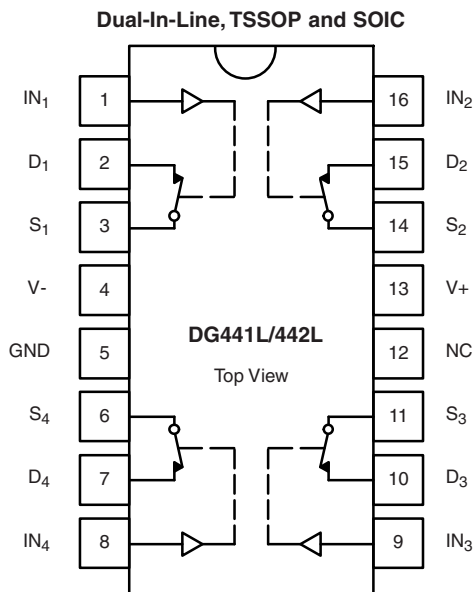 Dual-In-Line, TSSOP and SOIC
IN1 1 16 IN2
D1 2 15 D2
S1 3 14 S2
V- 4 13 V+
DG441L/442L
GND 5 12 NC
Top View
S4 6 11 S3
D4 7 10 D3
IN4 8 9 IN3